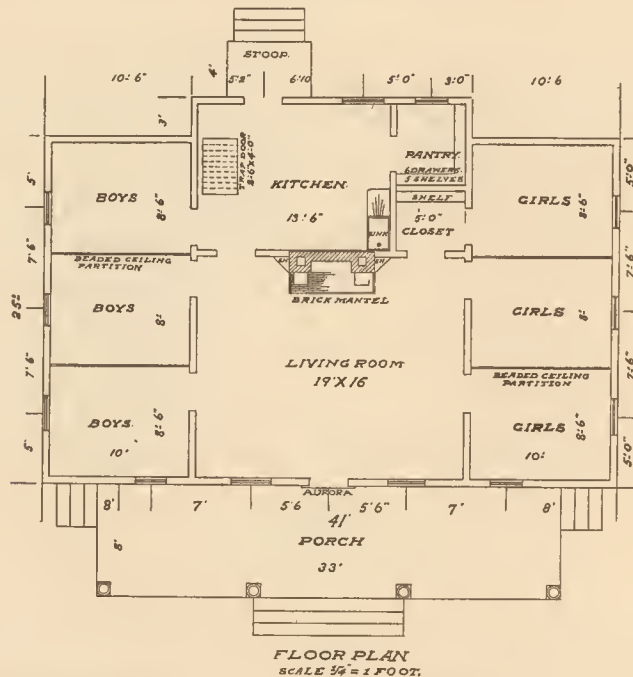 STOOP.
10'-6"
4'
5'2"
6'10
5'0"
3'0"
10'6
3'
TRAP DOOR
2'6"X4'0"
PANTRY.
6 DRAWERS
5 SHELVES
5'
BOYS
8'6"
KITCHEN.
13'-6"
SHELF
5'0"
CLOSET
SINK
GIRLS
8'6"
5'0"
7'6"
BEADED CEILING
PARTITION
7'6"
BRICK MANTEL
25'0
BOYS
8'
GIRLS
8'
LIVING ROOM
19'X16
7'6"
BEADED CEILING
PARTITION
7'6"
BOYS.
8'6"
10'
GIRLS
8'6"
10'
5'
5'0"
AURORA
8'
7'
5'6
5'6"
7'
8'
41'
8'
PORCH
33'
FLOOR PLAN
SCALE ¼" = 1 FOOT.